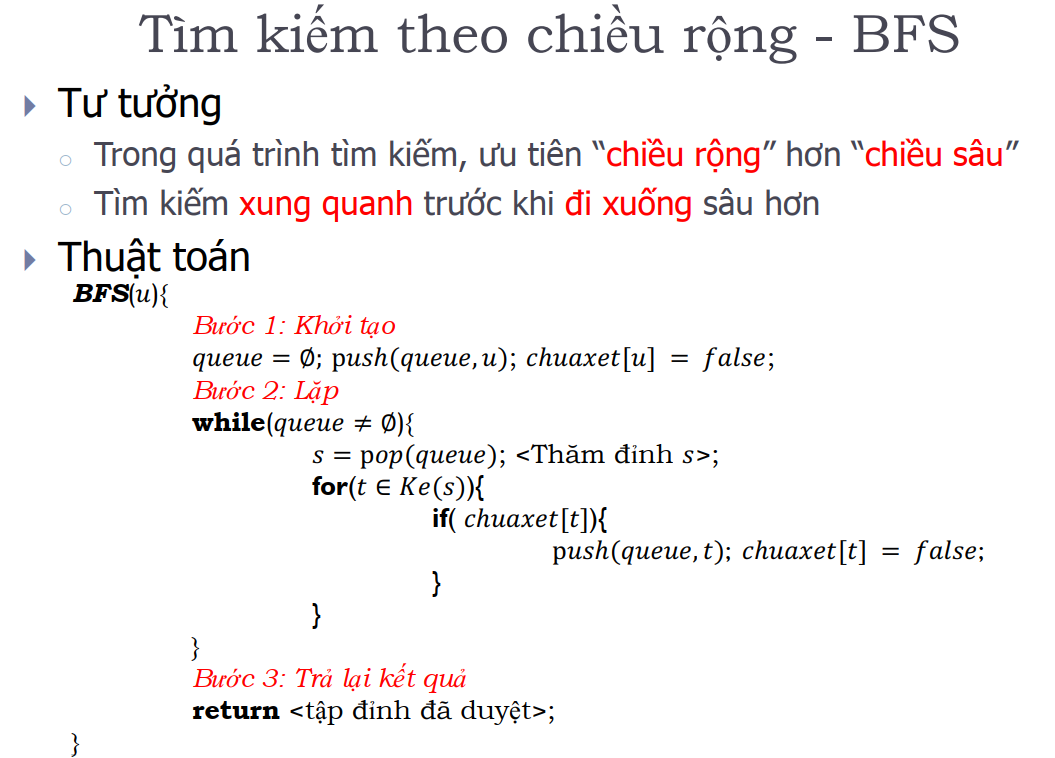 Tìm kiếm theo chiều rộng - BFS
Tư tưởng
Trong quá trình tìm kiếm, ưu tiên “chiều rộng” hơn “chiều sâu”
Tìm kiếm xung quanh trước khi đi xuống sâu hơn
Thuật toán
BFS(u){
Bước 1: Khởi tạo
queue = ∅; push(queue, u); chuaxet[u] = false;
Bước 2: Lặp
while(queue ≠ ∅){
s = pop(queue); <Thăm đỉnh s>;
for(t ∈ Ke(s)){
if( chuaxet[t]){
push(queue, t); chuaxet[t] = false;
}
}
}
Bước 3: Trả lại kết quả
return <tập đỉnh đã duyệt>;
}